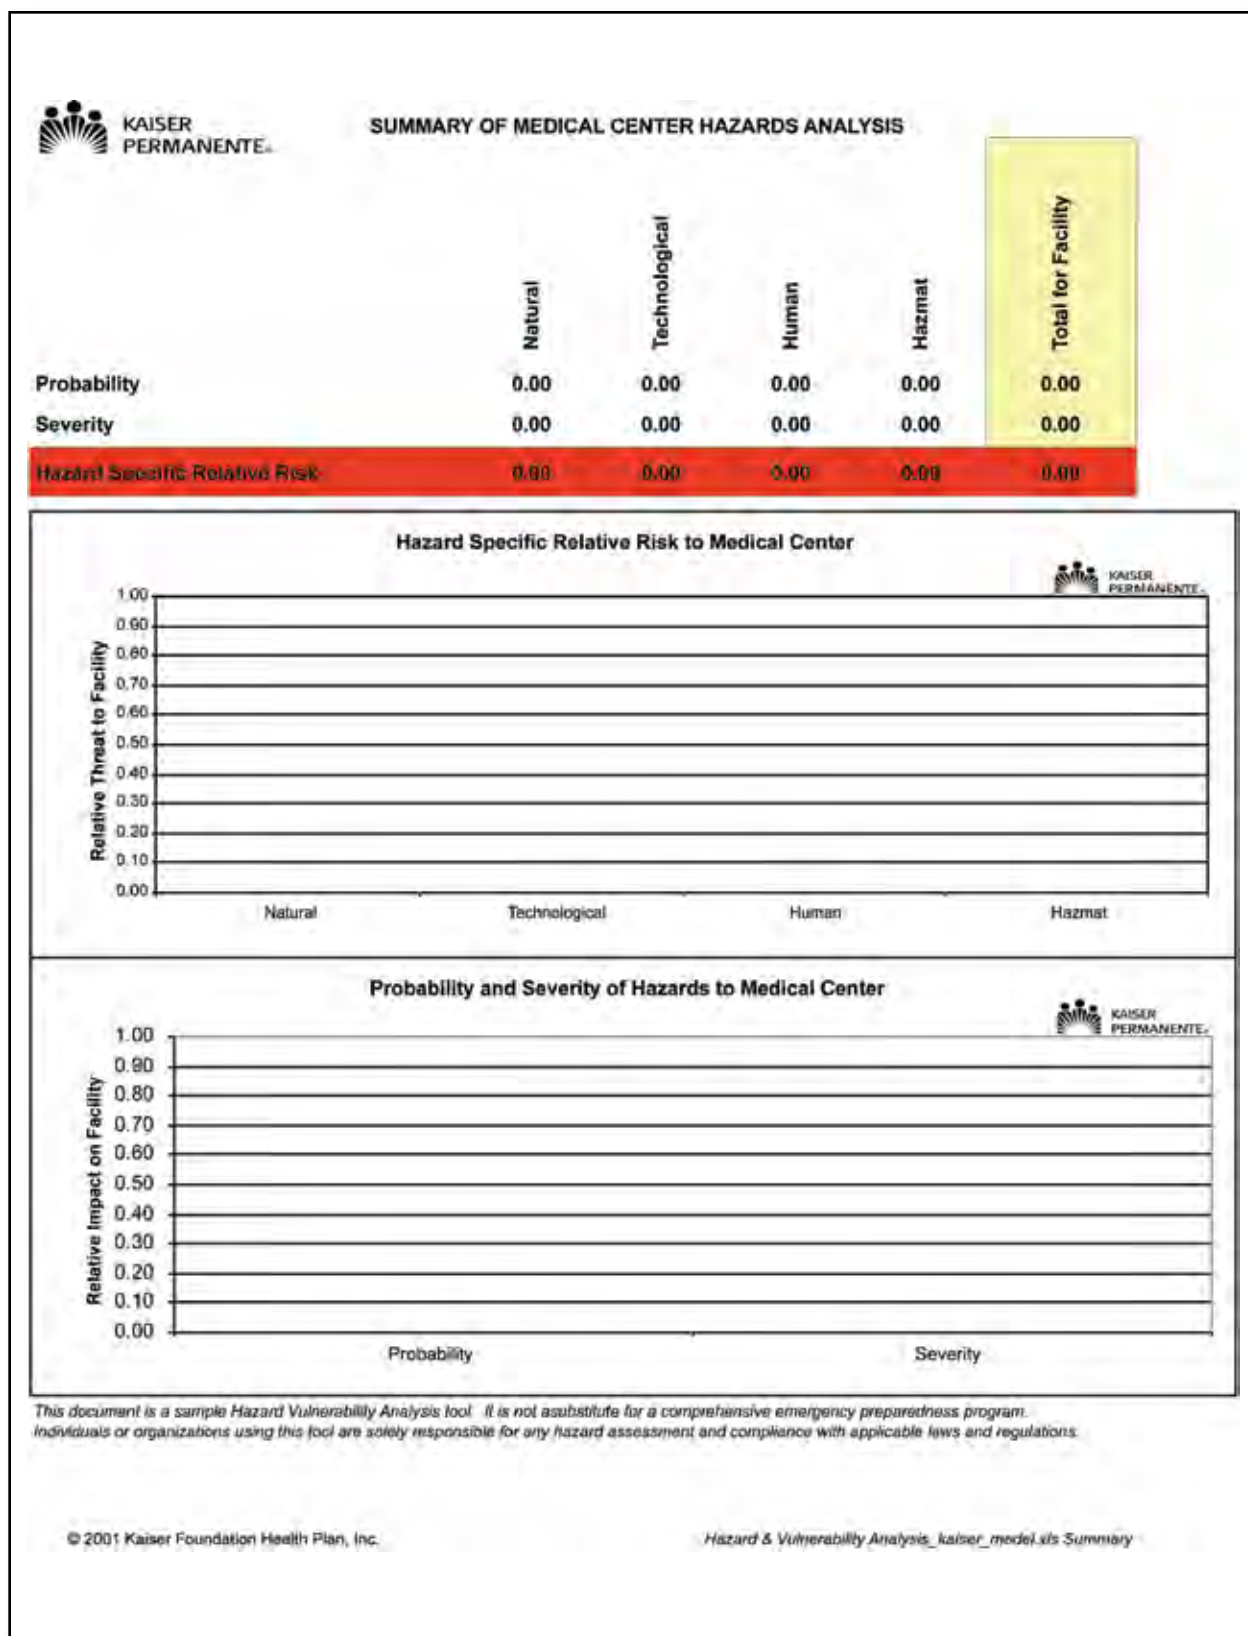 KAISER
PERMANENTE®
SUMMARY OF MEDICAL CENTER HAZARDS ANALYSIS
Natural Technological Human Hazmat Total for Facility
Probability 0.00 0.00 0.00 0.00 0.00
Severity 0.00 0.00 0.00 0.00 0.00
Hazard Specific Relative Risk 0.00 0.00 0.00 0.00 0.00
Hazard Specific Relative Risk to Medical Center
KAISER
PERMANENTE®
Relative Threat to Facility
1.00
0.90
0.80
0.70
0.60
0.50
0.40
0.30
0.20
0.10
0.00
Natural Technological Human Hazmat
Probability and Severity of Hazards to Medical Center
KAISER
PERMANENTE®
Relative Impact on Facility
1.00
0.90
0.80
0.70
0.60
0.50
0.40
0.30
0.20
0.10
0.00
Probability Severity
This document is a sample Hazard Vulnerability Analysis tool. It is not asubstitute for a comprehensive emergency preparedness program.
Individuals or organizations using this tool are solely responsible for any hazard assessment and compliance with applicable laws and regulations.
© 2001 Kaiser Foundation Health Plan, Inc.
Hazard & Vulnerability Analysis_kaiser_model.xls Summary